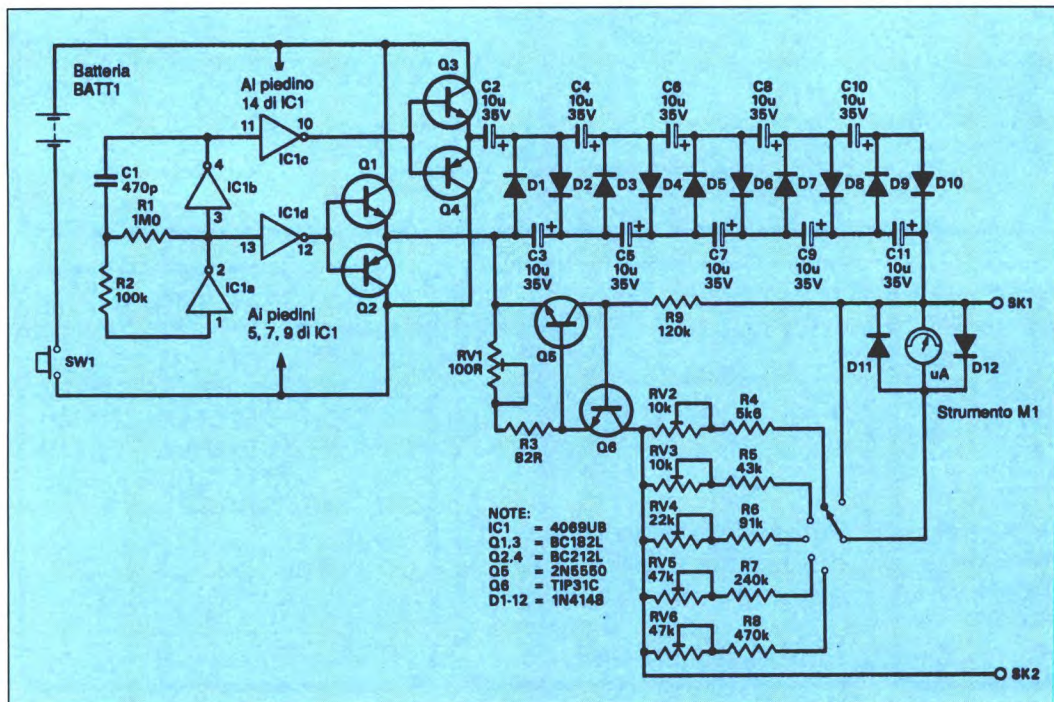 Batteria
BATT1
Al piedino
14 di IC1
11
10
IC1c
4
IC1b
3
C1
470p
R1
1M0
R2
100k
2
IC1a
1
13
IC1d
12
Ai piedini
5, 7, 9 di IC1
SW1
Q3
Q4
Q1
Q2
C2
10u
35V
+
C4
10u
35V
+
C6
10u
35V
+
C8
10u
35V
+
C10
10u
35V
+
D1
D2
D3
D4
D5
D6
D7
D8
D9
D10
+
C3
10u
35V
+
C5
10u
35V
+
C7
10u
35V
+
C9
10u
35V
+
C11
10u
35V
RV1
100R
R3
82R
Q5
Q6
R9
120k
D11
uA
D12
Strumento M1
SK1
RV2
10k
R4
5k6
RV3
10k
R5
43k
RV4
22k
R6
91k
RV5
47k
R7
240k
RV6
47k
R8
470k
SK2
NOTE:
IC1 = 4069UB
Q1,3 = BC182L
Q2,4 = BC212L
Q5 = 2N5550
Q6 = TIP31C
D1-12 = 1N4148